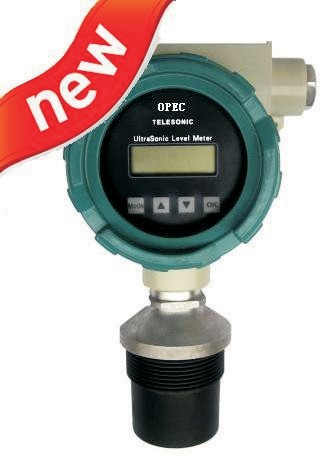 new
OPEC
TELESONIC
UltraSonic Level Meter
Mode ▲ ▼ OK